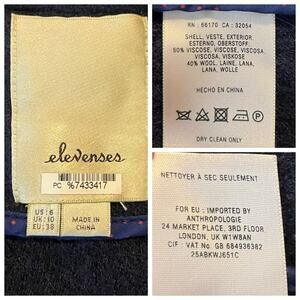 elevenses
PC %7433417
US:6
UK:10
EU:38
MADE IN
CHINA
RN : 66170 CA : 32054
SHELL, VESTE, EXTERIOR,
ESTERNO, OBERSTOFF:
60% VISCOSE, VISCOSA,
VISCOSE, VISKOSE
40% WOOL, LAINE, LANA,
LANA, WOLLE
HECHO EN CHINA
DRY CLEAN ONLY
NETTOYER À SEC SEULEMENT
FOR EU : IMPORTED BY
ANTHROPOLOGIE
24 MARKET PLACE, 3RD FLOOR
LONDON, UK W1W8AN
CIF : VAT No. GB 684936382
25ABKWJ651C